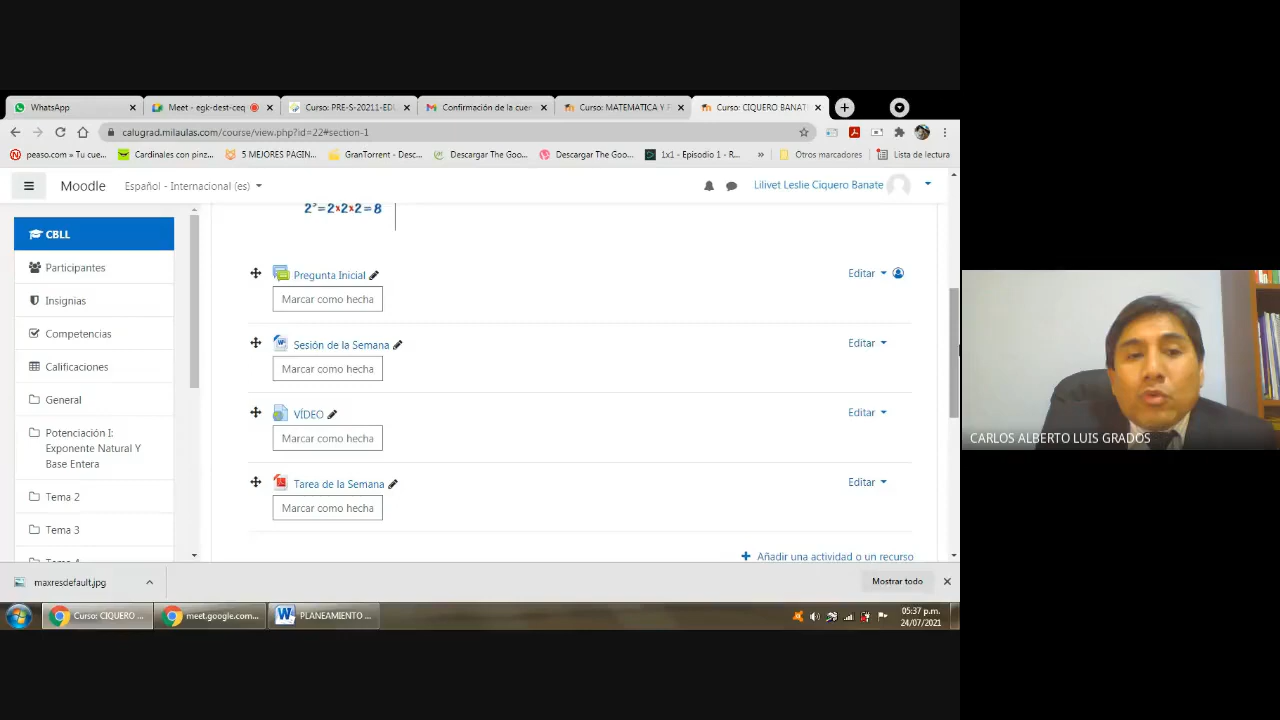 WhatsApp
Meet - egk-dest-ceq
Curso: PRE-S-20211-EDU
Confirmación de la cuen
Curso: MATEMATICA Y F
Curso: CIQUERO BANATE
calugrad.milaulas.com/course/view.php?id=22#section-1
peaso.com » Tu cue...
Cardinales con pinz...
5 MEJORES PAGIN...
GranTorrent - Desc...
Descargar The Goo...
Descargar The Goo...
1x1 - Episodio 1 - R...
»
Otros marcadores
Lista de lectura
Moodle
Español - Internacional (es)
Lilivet Leslie Ciquero Banate
CBLL
Participantes
Insignias
Competencias
Calificaciones
General
Potenciación I:
Exponente Natural Y
Base Entera
Tema 2
Tema 3
2³=2x2x2=8
Pregunta Inicial
Editar
Marcar como hecha
Sesión de la Semana
Editar
Marcar como hecha
VÍDEO
Editar
Marcar como hecha
Tarea de la Semana
Editar
Marcar como hecha
Añadir una actividad o un recurso
CARLOS ALBERTO LUIS GRADOS
maxresdefault.jpg
Mostrar todo
Curso: CIQUERO ...
meet.google.com...
PLANEAMIENTO ...
05:37 p.m.
24/07/2021